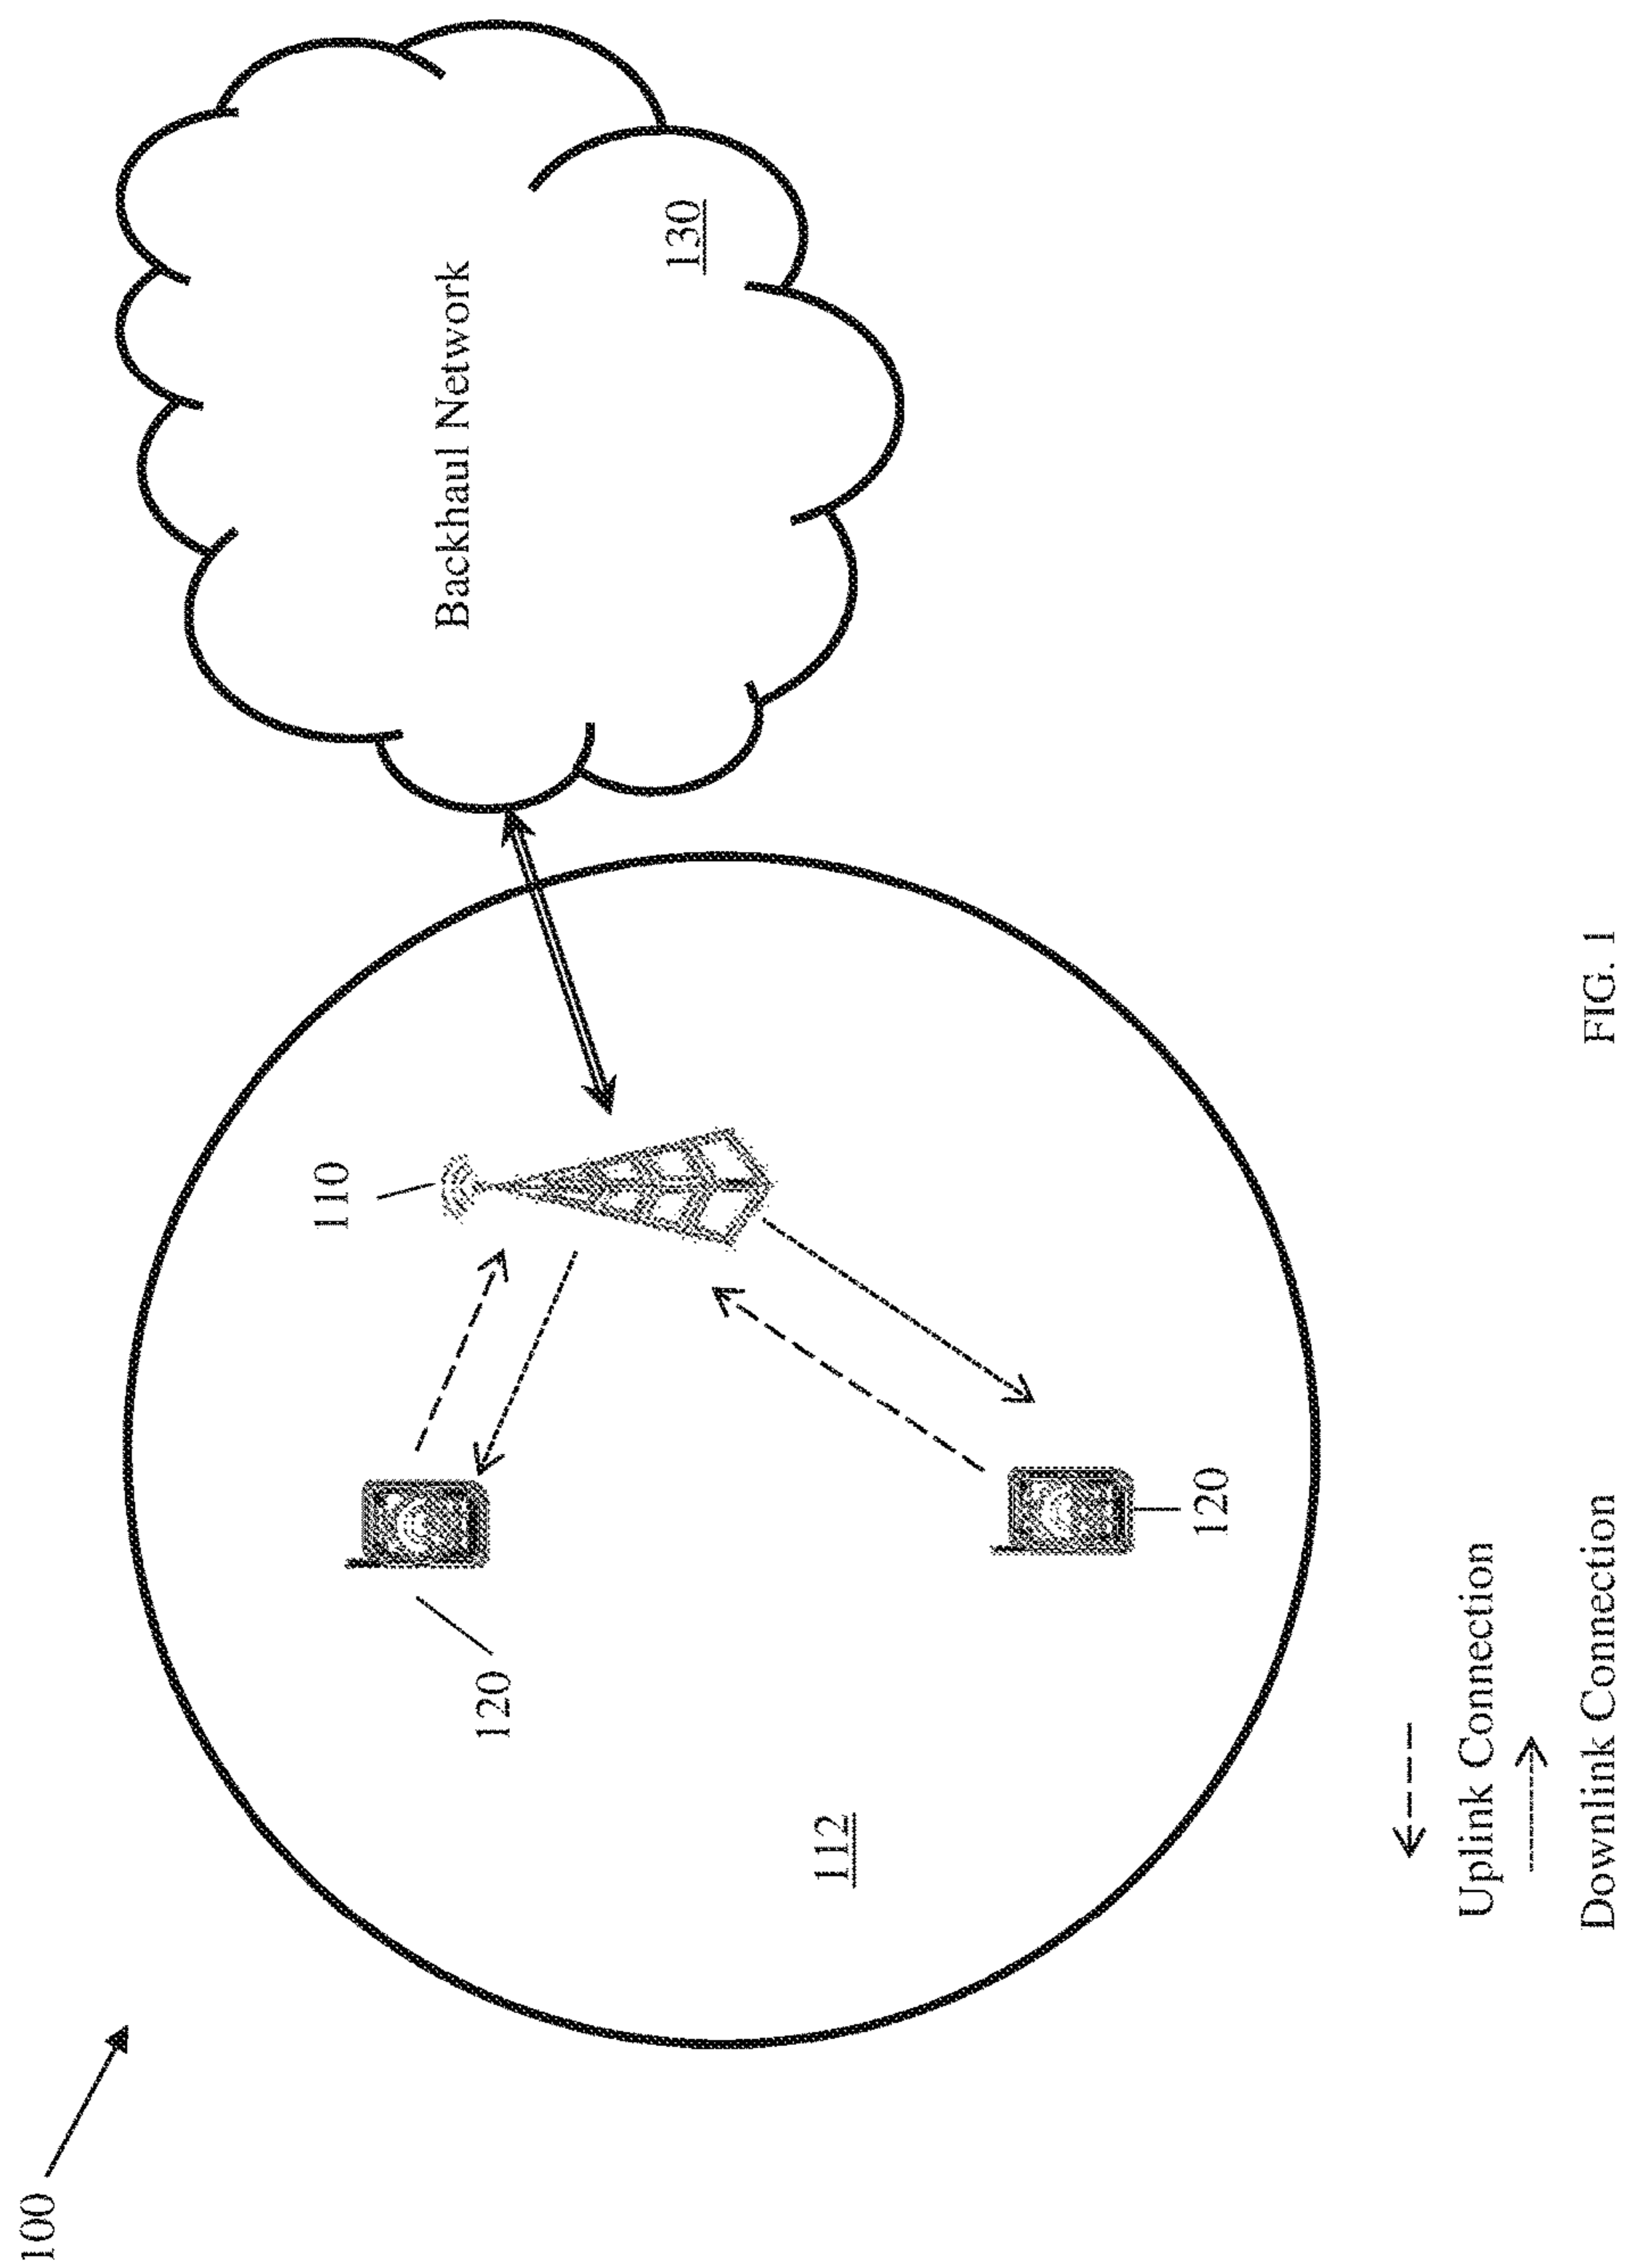 100
110
Backhaul Network
120
130
112
120
Uplink Connection
Downlink Connection
FIG. 1